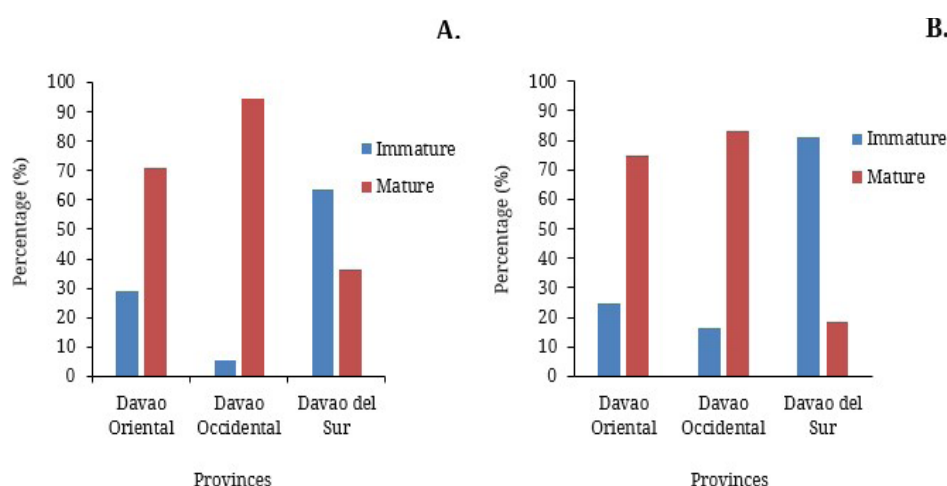 A.
100
90
80
70
60
50
40
30
20
10
0
Percentage (%)
Immature
Mature
Davao Oriental
Davao Occidental
Davao del Sur
Provinces
B.
100
90
80
70
60
50
40
30
20
10
0
Percentage (%)
Immature
Mature
Davao Oriental
Davao Occidental
Davao del Sur
Provinces